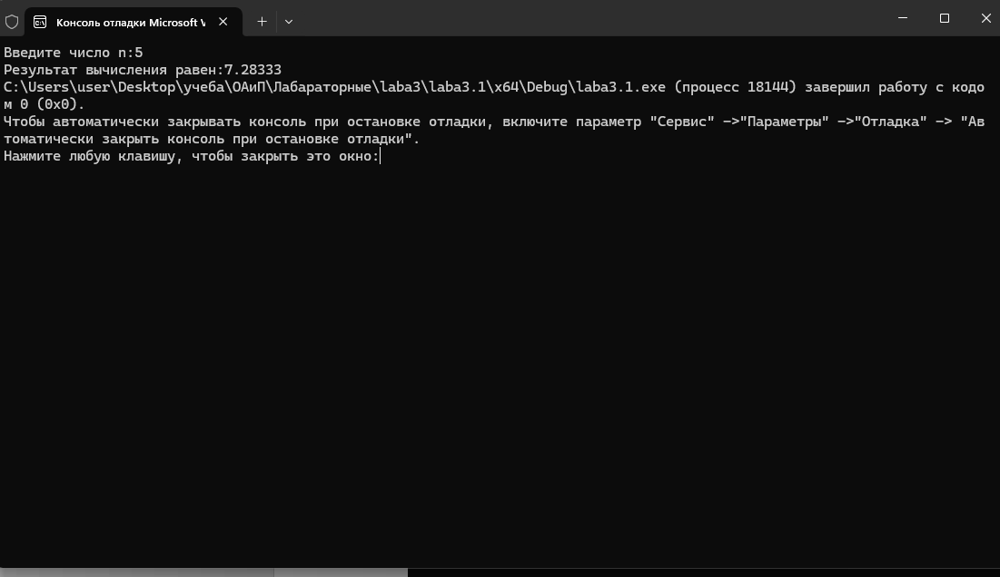 Консоль отладки Microsoft V
Введите число n:5
Результат вычисления равен:7.28333
C:\Users\user\Desktop\учеба\ОАиП\Лабараторные\laba3\laba3.1\x64\Debug\laba3.1.exe (процесс 18144) завершил работу с кодо
м 0 (0x0).
Чтобы автоматически закрывать консоль при остановке отладки, включите параметр "Сервис" ->"Параметры" ->"Отладка" -> "Ав
томатически закрыть консоль при остановке отладки".
Нажмите любую клавишу, чтобы закрыть это окно: